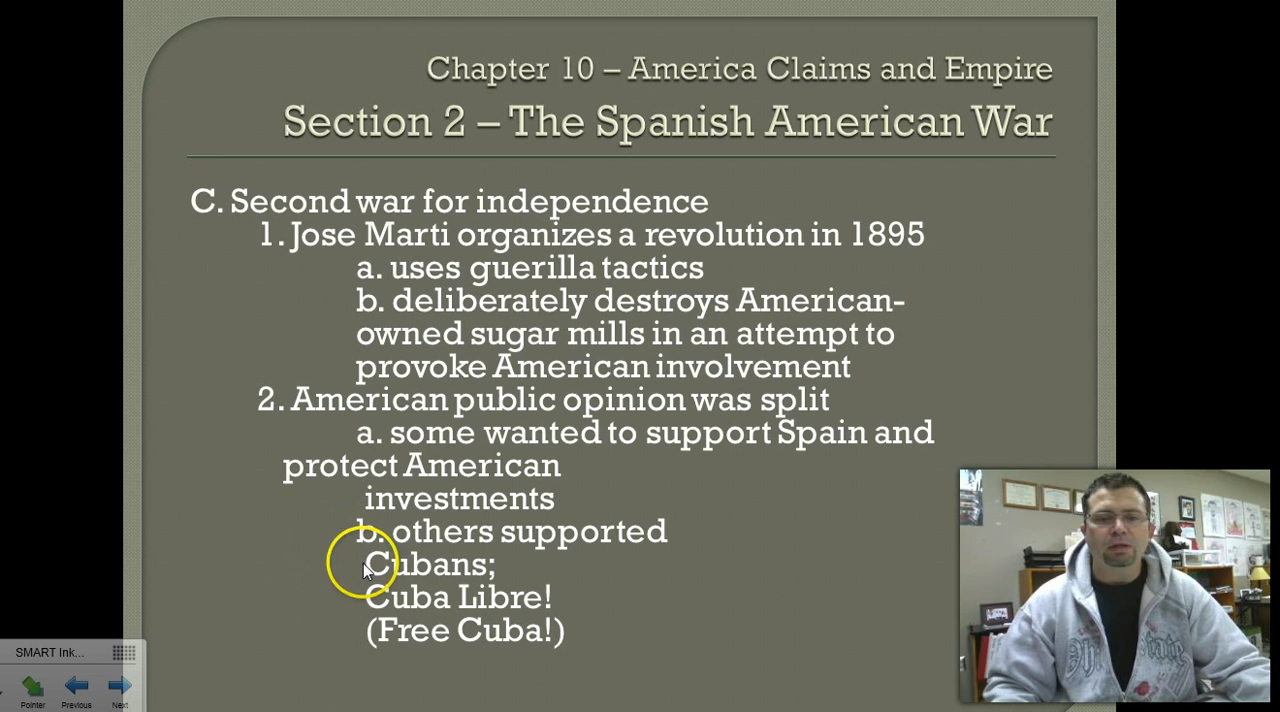 Chapter 10 – America Claims and Empire
Section 2 – The Spanish American War
C. Second war for independence
1. Jose Marti organizes a revolution in 1895
a. uses guerilla tactics
b. deliberately destroys American-
owned sugar mills in an attempt to
provoke American involvement
2. American public opinion was split
a. some wanted to support Spain and
protect American
investments
b. others supported
Cubans;
Cuba Libre!
(Free Cuba!)
SMART Ink...
Pointer Previous Next